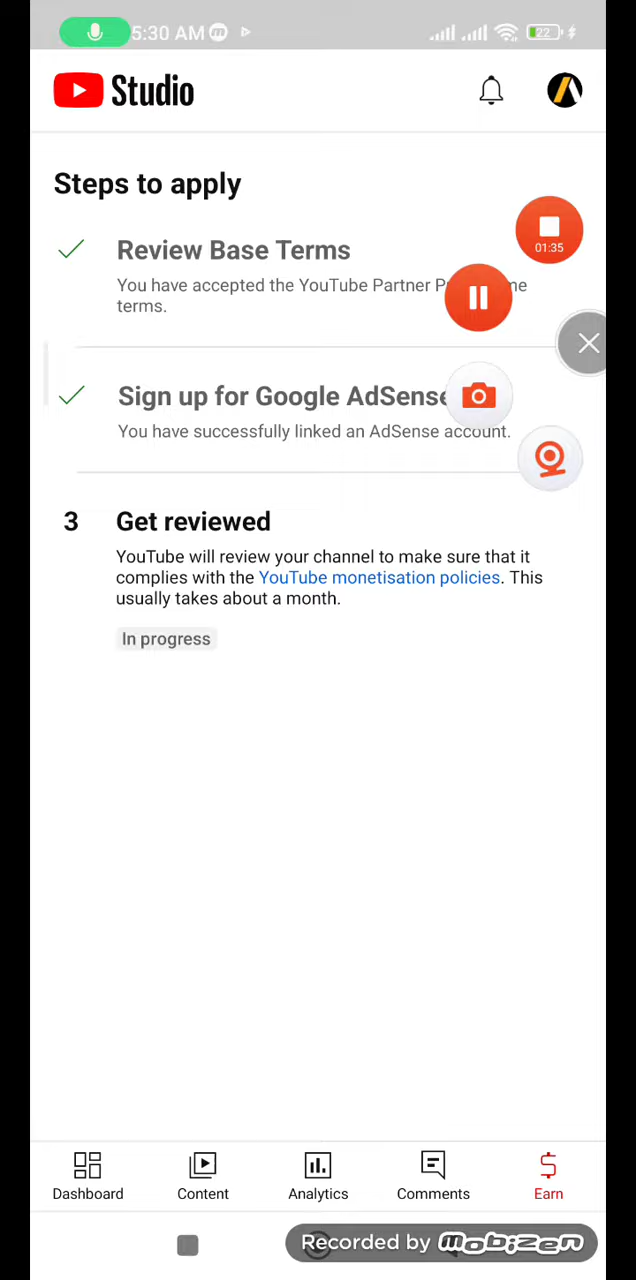 5:30 AM
22
Studio
Steps to apply
01:35
Review Base Terms
You have accepted the YouTube Partner P
terms.
Sign up for Google AdSense
You have successfully linked an AdSense account.
3 Get reviewed
YouTube will review your channel to make sure that it
complies with the YouTube monetisation policies. This
usually takes about a month.
In progress
Dashboard Content Analytics Comments Earn
Recorded by mobizen